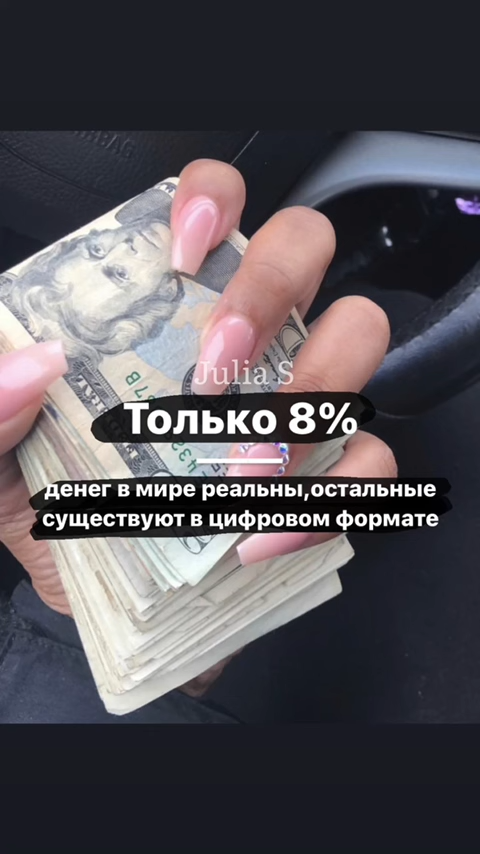 Julia S
Только 8%
денег в мире реальны,остальные
существуют в цифровом формате